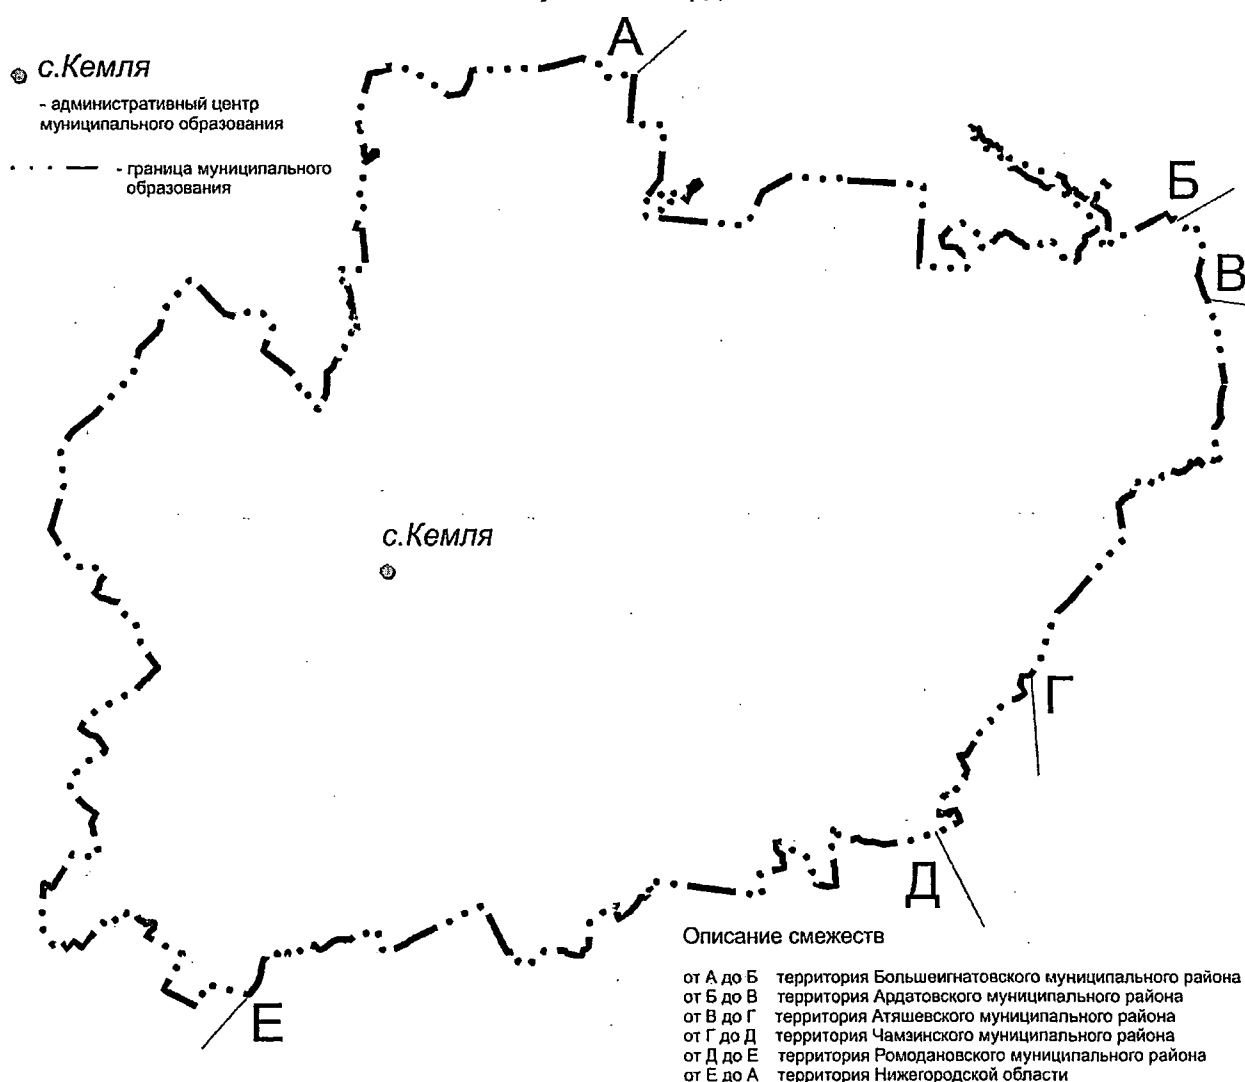 А
с.Кемля
- административный центр
муниципального образования
- граница муниципального
образования
Б
В
с.Кемля
Г
Д
Е
Описание смежеств
от А до Б территория Большеигнатовского муниципального района
от Б до В территория Ардатовского муниципального района
от В до Г территория Атяшевского муниципального района
от Г до Д территория Чамзинского муниципального района
от Д до Е территория Ромодановского муниципального района
от Е до А территория Нижегородской области